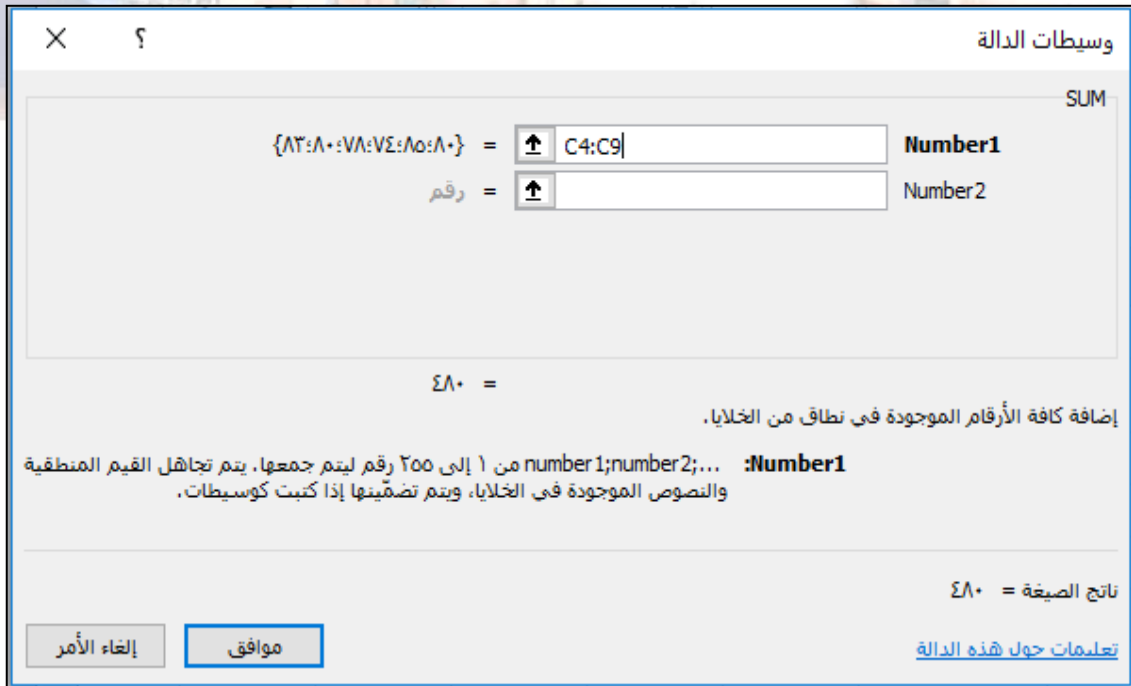 وسيطات الدالة
؟
SUM
Number1 C4:C9 = {٨٠؛٨٥؛٧٤؛٧٨؛٨٠؛٨٣}
Number2 = رقم
= ٤٨٠
إضافة كافة الأرقام الموجودة في نطاق من الخلايا.
Number1: number1;number2;... من ١ إلى ٢٥٥ رقم ليتم جمعها. يتم تجاهل القيم المنطقية
والنصوص الموجودة في الخلايا، ويتم تضمّينها إذا كتبت كوسيطات.
ناتج الصيغة = ٤٨٠
تعليمات حول هذه الدالة
موافق
إلغاء الأمر